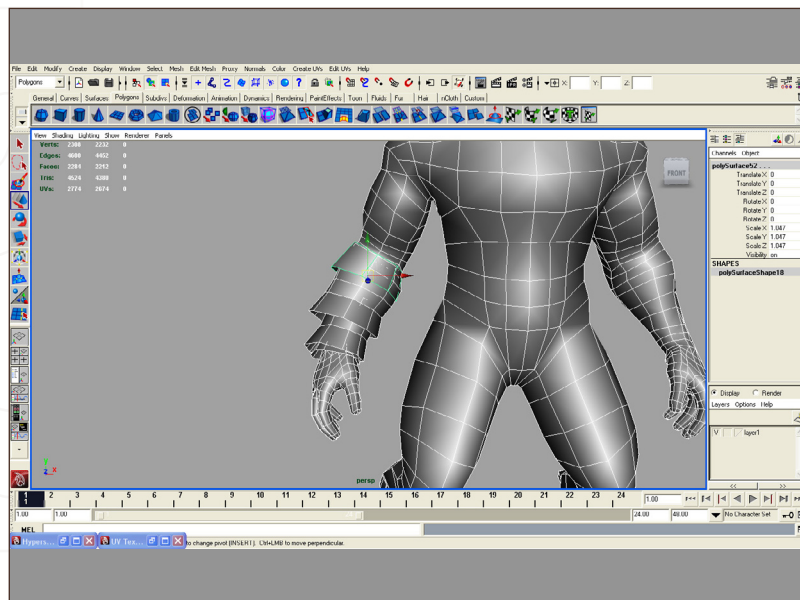 File Edit Modify Create Display Window Select Mesh Edit Mesh Proxy Normals Color Create UVs Edit UVs Help
Polygons X: Y: Z:
General Curves Surfaces Polygons Subdivs Deformation Animation Dynamics Rendering PaintEffects Toon Fluids Fur Hair nCloth Custom
View Shading Lighting Show Renderer Panels
Verts: 2308 2232 0
Edges: 4600 4452 0
Faces: 2294 2212 0
Tris: 4524 4388 0
UVs: 2774 2674 0
FRONT
persp
Channels Object
polySurface52 . . .
Translate X 0
Translate Y 0
Translate Z 0
Rotate X 0
Rotate Y 0
Rotate Z 0
Scale X 1.047
Scale Y 1.047
Scale Z 1.047
Visibility on
SHAPES
polySurfaceShape18
Display Render
Layers Options Help
V layer1
1 2 3 4 5 6 7 8 9 10 11 12 13 14 15 16 17 18 19 20 21 22 23 24 1.00
1
1.00 1.00 24.00 48.00 No Character Set
MEL
Hypers... UV Tex... to change pivot (INSERT). Ctrl+LMB to move perpendicular.